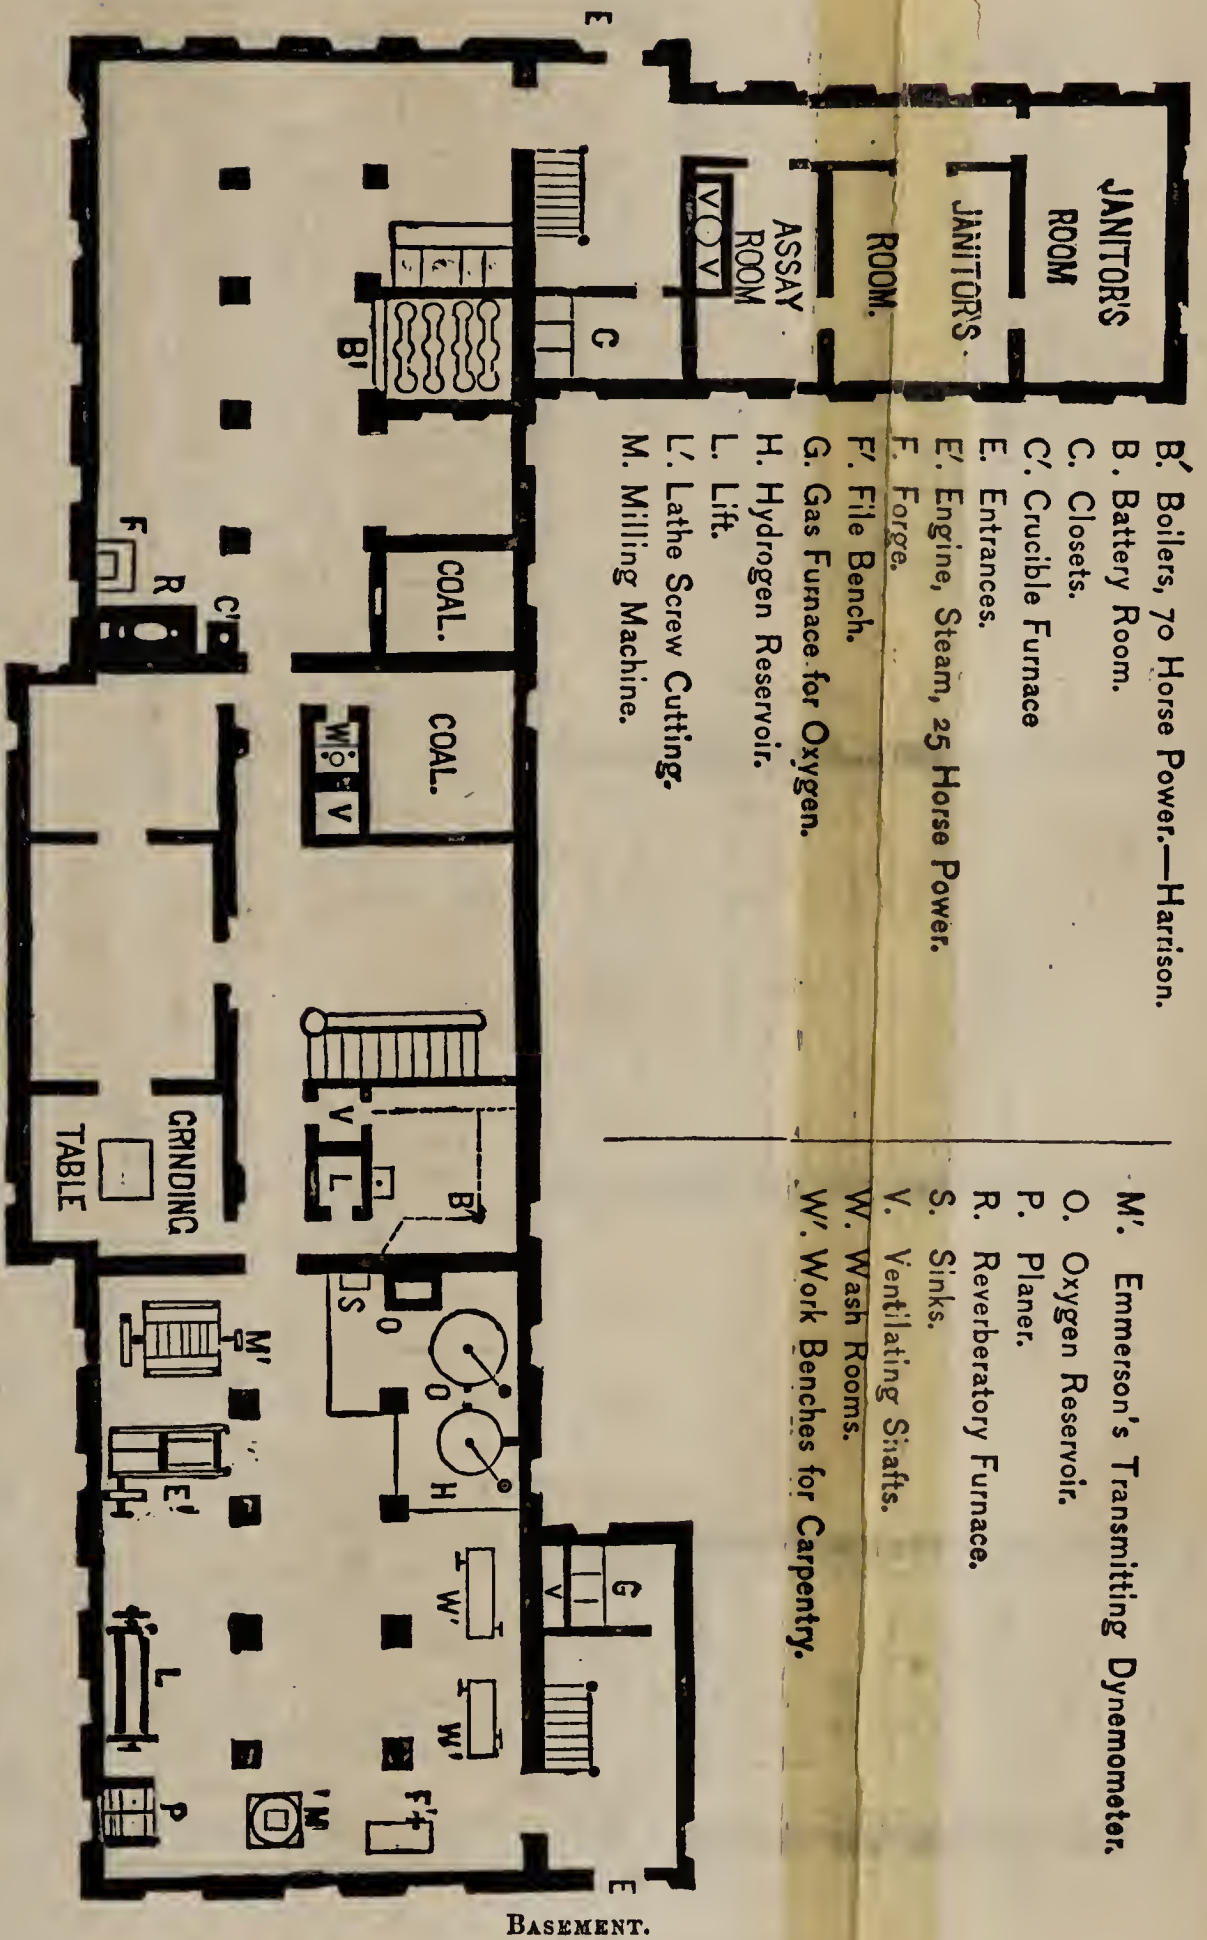 E
JANITOR'S
ROOM
JANITOR'S.
ROOM.
ASSAY
ROOM
V V
C
B'
COAL.
COAL.
F
R
C'
W
V
V
L
B
GRINDING
TABLE
S
O
O
H
M'
E'
G
V
W'
W'
L
P
'M
F'
E
B'. Boilers, 70 Horse Power.—Harrison.
B. Battery Room.
C. Closets.
C'. Crucible Furnace
E. Entrances.
E'. Engine, Steam, 25 Horse Power.
F. Forge.
F'. File Bench.
G. Gas Furnace for Oxygen.
H. Hydrogen Reservoir.
L. Lift.
L'. Lathe Screw Cutting.
M. Milling Machine.
M'. Emmerson's Transmitting Dynemometer.
O. Oxygen Reservoir.
P. Planer.
R. Reverberatory Furnace.
S. Sinks.
V. Ventilating Shafts.
W. Wash Rooms.
W'. Work Benches for Carpentry.
BASEMENT.